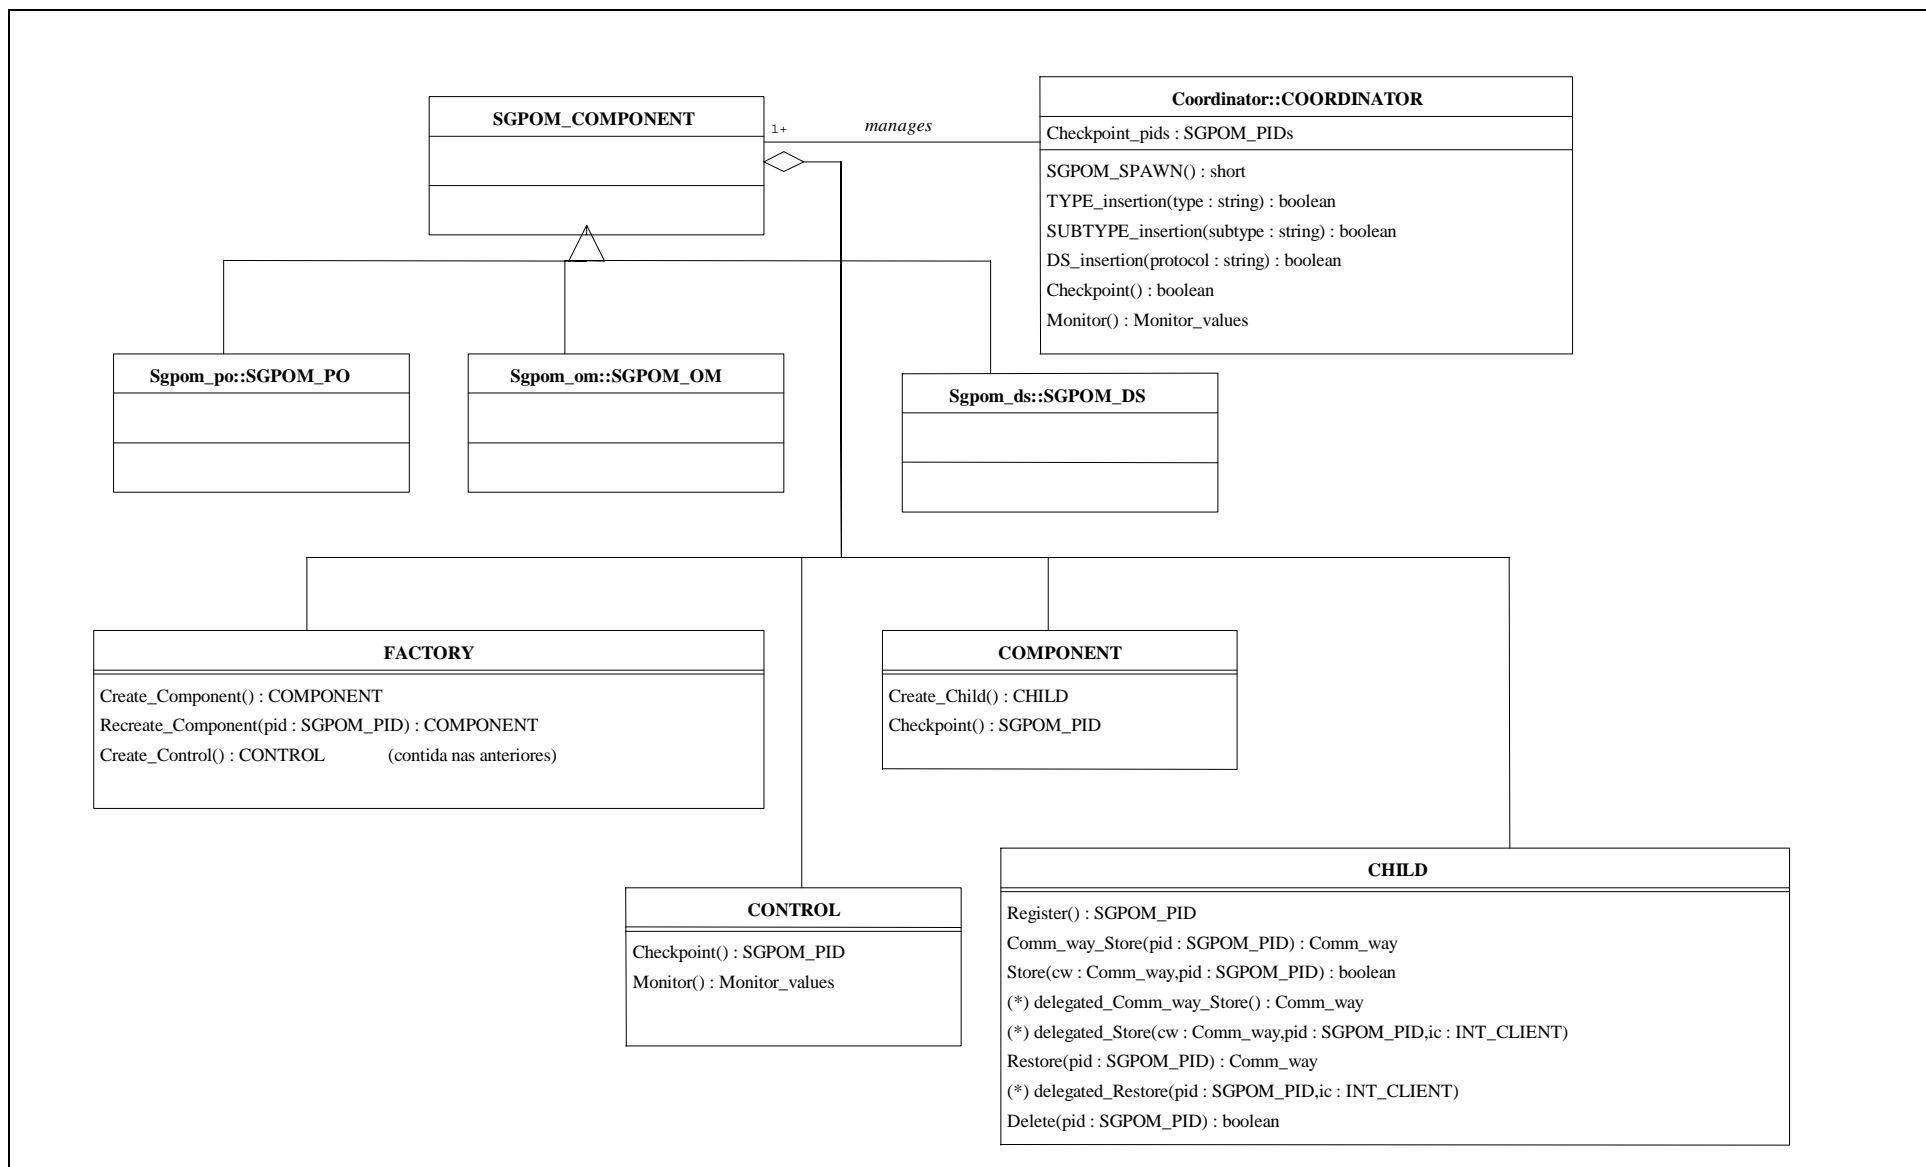 SGPOM_COMPONENT
1+
manages
Coordinator::COORDINATOR
Checkpoint_pids : SGPOM_PIDs
SGPOM_SPAWN() : short
TYPE_insertion(type : string) : boolean
SUBTYPE_insertion(subtype : string) : boolean
DS_insertion(protocol : string) : boolean
Checkpoint() : boolean
Monitor() : Monitor_values
Sgpom_po::SGPOM_PO
Sgpom_om::SGPOM_OM
Sgpom_ds::SGPOM_DS
FACTORY
Create_Component() : COMPONENT
Recreate_Component(pid : SGPOM_PID) : COMPONENT
Create_Control() : CONTROL (contida nas anteriores)
COMPONENT
Create_Child() : CHILD
Checkpoint() : SGPOM_PID
CONTROL
Checkpoint() : SGPOM_PID
Monitor() : Monitor_values
CHILD
Register() : SGPOM_PID
Comm_way_Store(pid : SGPOM_PID) : Comm_way
Store(cw : Comm_way,pid : SGPOM_PID) : boolean
(*) delegated_Comm_way_Store() : Comm_way
(*) delegated_Store(cw : Comm_way,pid : SGPOM_PID,ic : INT_CLIENT)
Restore(pid : SGPOM_PID) : Comm_way
(*) delegated_Restore(pid : SGPOM_PID,ic : INT_CLIENT)
Delete(pid : SGPOM_PID) : boolean